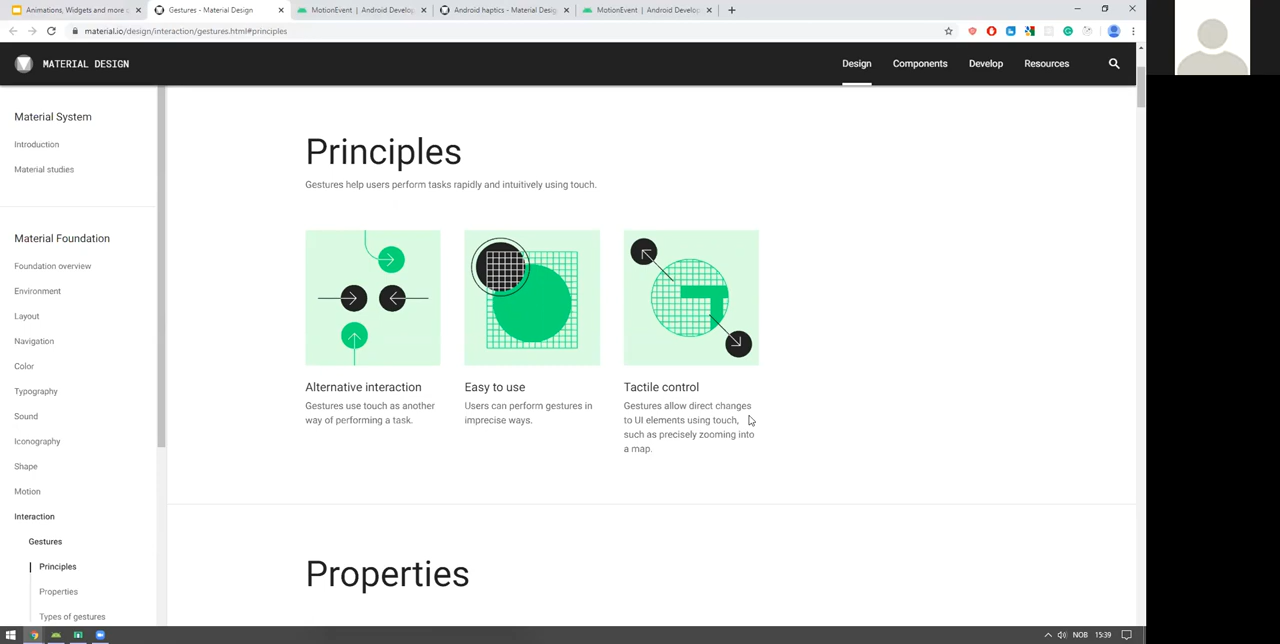 Animations, Widgets and more
Gestures - Material Design
MotionEvent | Android Develop
Android haptics - Material Desig
MotionEvent | Android Develop
material.io/design/interaction/gestures.html#principles
MATERIAL DESIGN
Design
Components
Develop
Resources
Material System
Introduction
Material studies
Material Foundation
Foundation overview
Environment
Layout
Navigation
Color
Typography
Sound
Iconography
Shape
Motion
Interaction
Gestures
Principles
Properties
Types of gestures
Principles
Gestures help users perform tasks rapidly and intuitively using touch.
Alternative interaction
Gestures use touch as another
way of performing a task.
Easy to use
Users can perform gestures in
imprecise ways.
Tactile control
Gestures allow direct changes
to UI elements using touch,
such as precisely zooming into
a map.
Properties
NOB
15:39